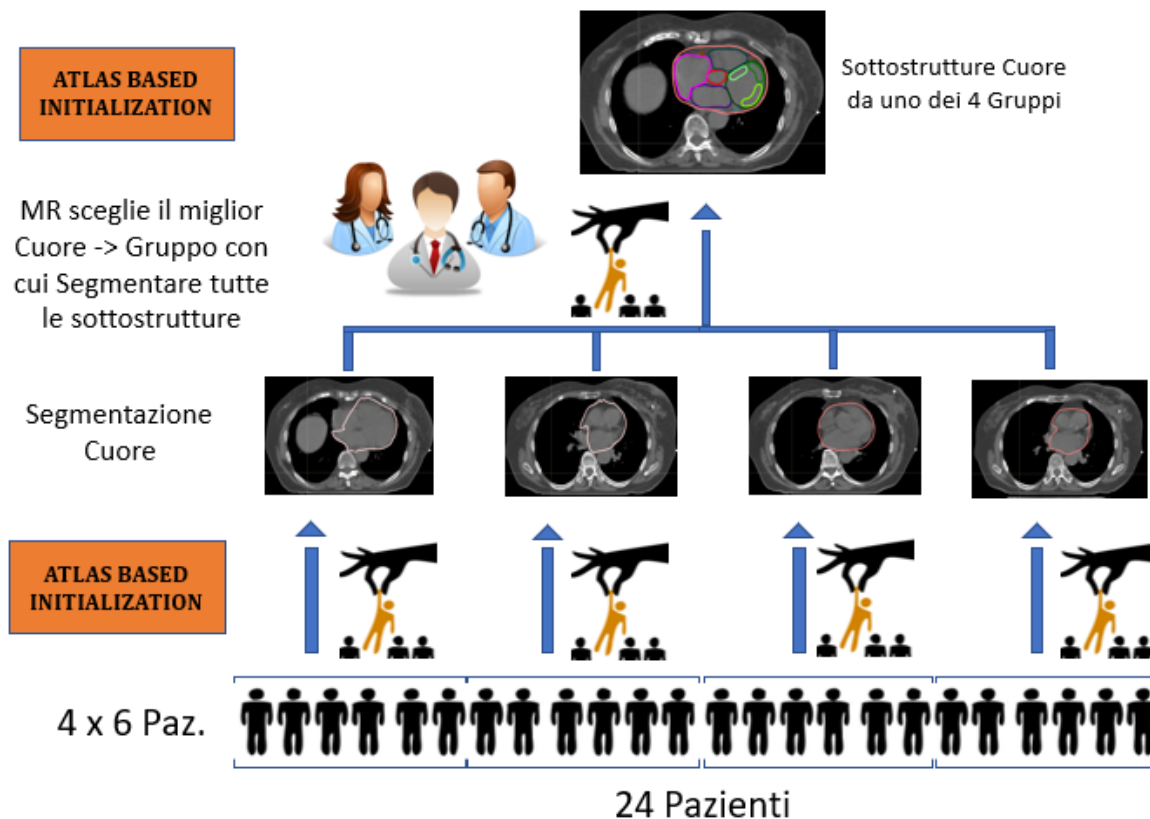 ATLAS BASED
INITIALIZATION
Sottostrutture Cuore
da uno dei 4 Gruppi
MR sceglie il miglior
Cuore -> Gruppo con
cui Segmentare tutte
le sottostrutture
Segmentazione
Cuore
ATLAS BASED
INITIALIZATION
4 x 6 Paz.
24 Pazienti